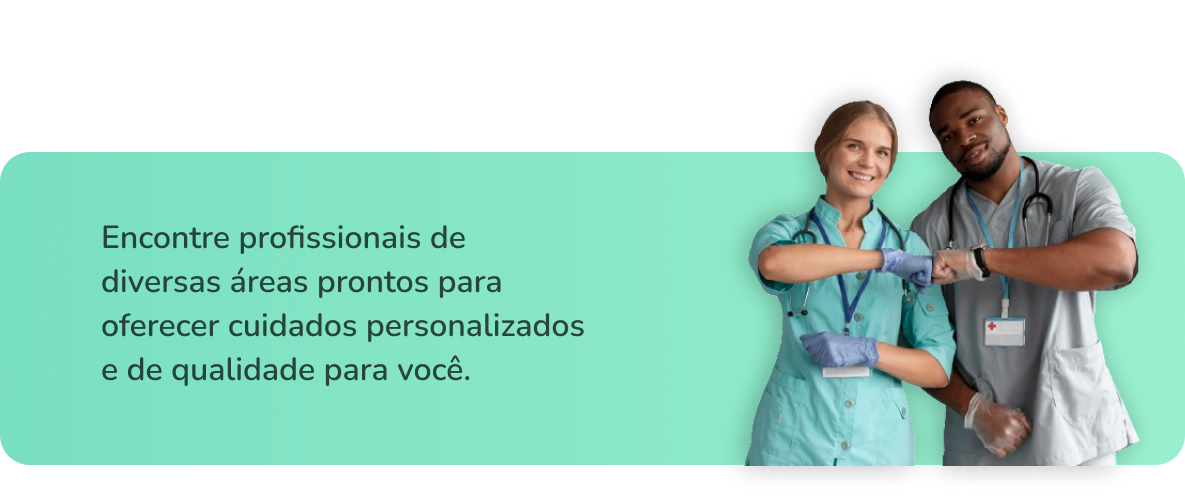 Encontre profissionais de
diversas áreas prontos para
oferecer cuidados personalizados
e de qualidade para você.